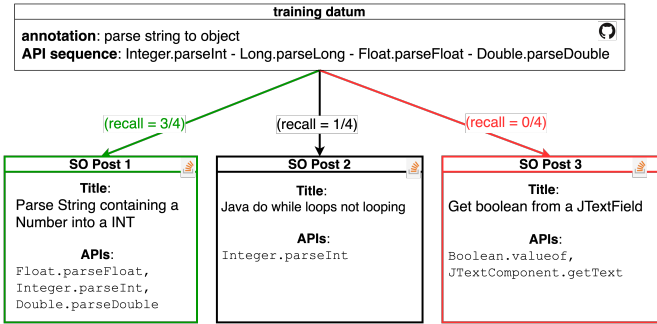 training datum
annotation: parse string to object
API sequence: Integer.parseInt - Long.parseLong - Float.parseFloat - Double.parseDouble
(recall = 3/4)
(recall = 1/4)
(recall = 0/4)
SO Post 1
Title:
Parse String containing a
Number into a INT
APIs:
Float.parseFloat,
Integer.parseInt,
Double.parseDouble
SO Post 2
Title:
Java do while loops not looping
APIs:
Integer.parseInt
SO Post 3
Title:
Get boolean from a JTextField
APIs:
Boolean.valueof,
JTextComponent.getText